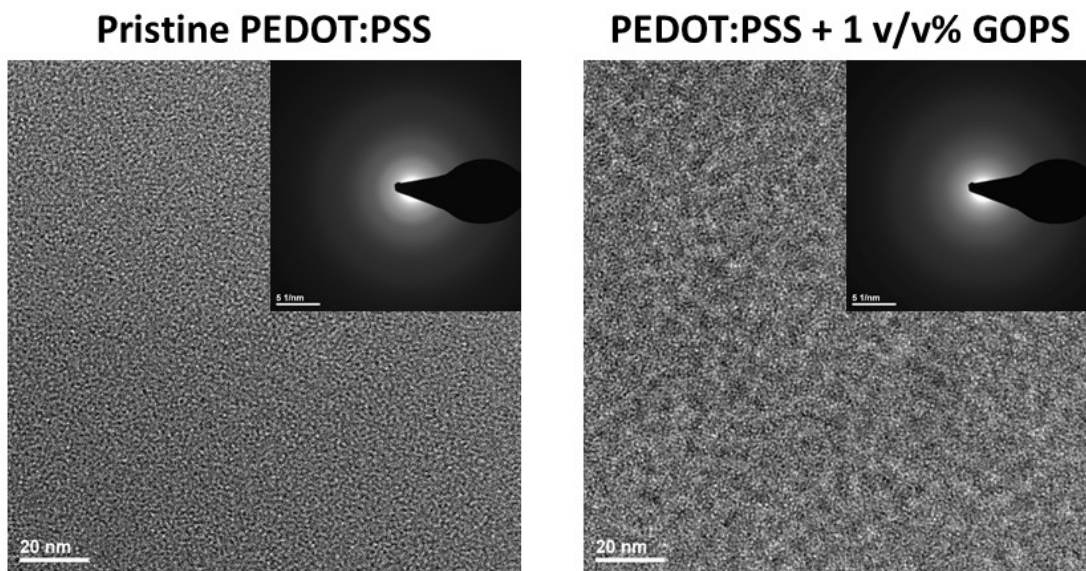 Pristine PEDOT:PSS
PEDOT:PSS + 1 v/v% GOPS
5 1/nm
5 1/nm
20 nm
20 nm